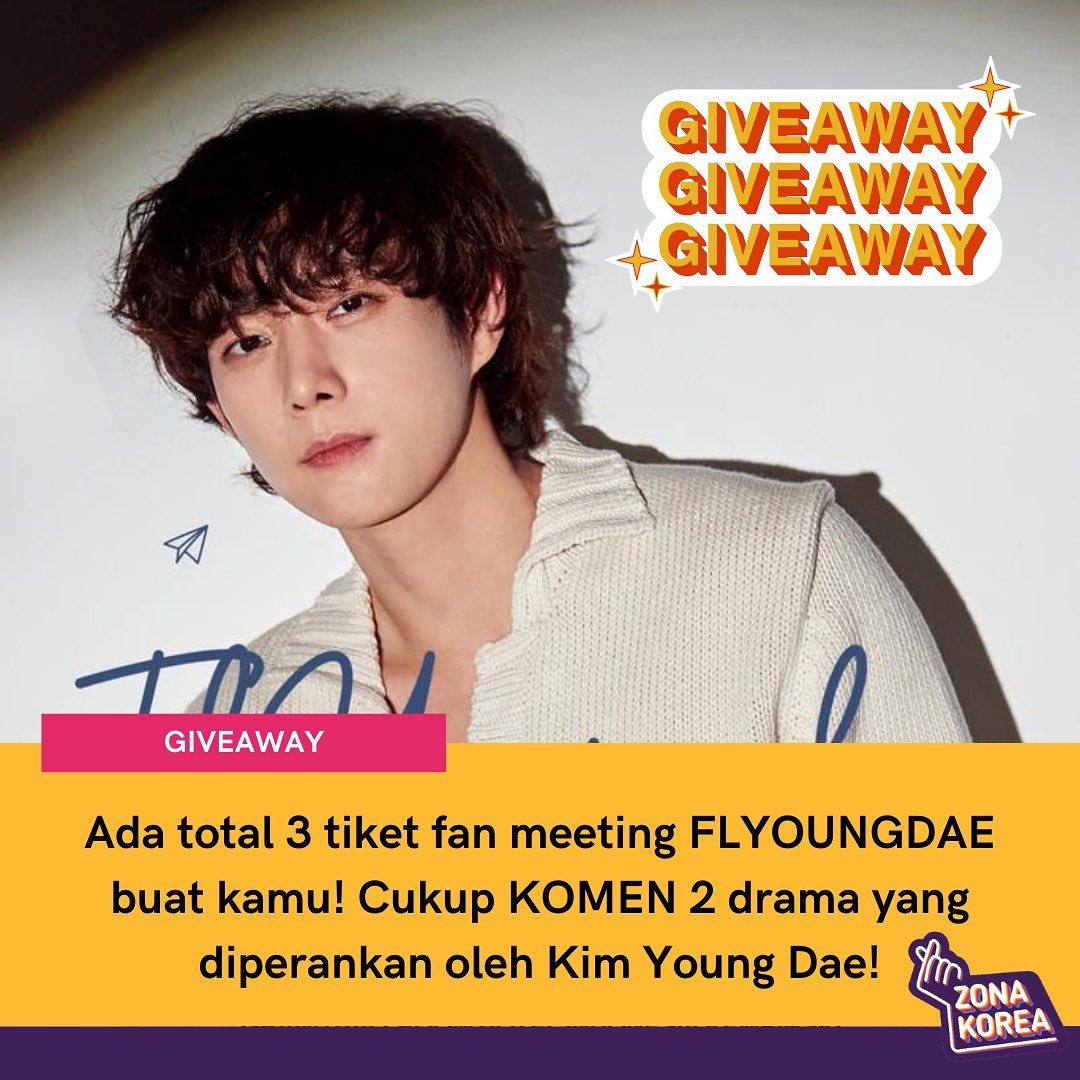 GIVEAWAY
GIVEAWAY
GIVEAWAY
GIVEAWAY
Ada total 3 tiket fan meeting FLYOUNGDAE
buat kamu! Cukup KOMEN 2 drama yang
diperankan oleh Kim Young Dae!
ZONA
KOREA